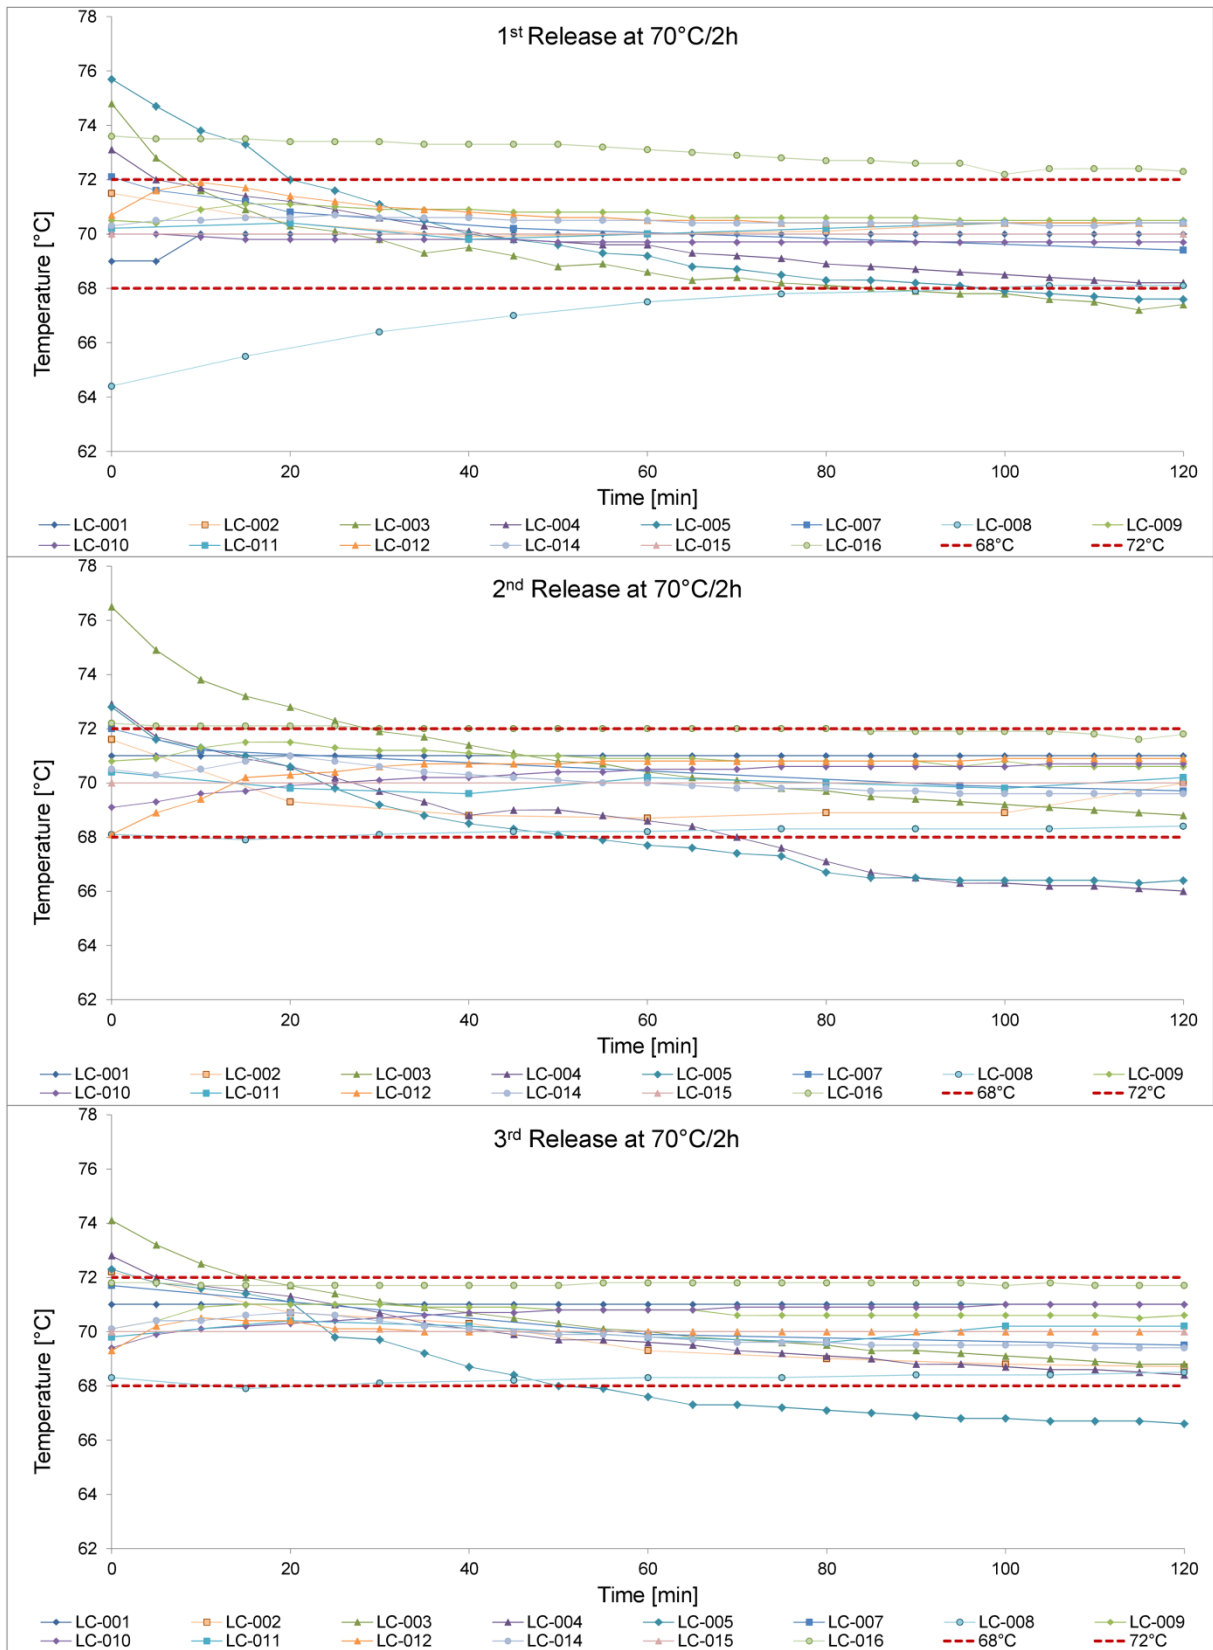 1st Release at 70°C/2h
Temperature [°C]
78
76
74
72
70
68
66
64
62
0 20 40 60 80 100 120
Time [min]
LC-001 LC-002 LC-003 LC-004 LC-005 LC-007 LC-008 LC-009
LC-010 LC-011 LC-012 LC-014 LC-015 LC-016 68°C 72°C
2nd Release at 70°C/2h
Temperature [°C]
78
76
74
72
70
68
66
64
62
0 20 40 60 80 100 120
Time [min]
LC-001 LC-002 LC-003 LC-004 LC-005 LC-007 LC-008 LC-009
LC-010 LC-011 LC-012 LC-014 LC-015 LC-016 68°C 72°C
3rd Release at 70°C/2h
Temperature [°C]
78
76
74
72
70
68
66
64
62
0 20 40 60 80 100 120
Time [min]
LC-001 LC-002 LC-003 LC-004 LC-005 LC-007 LC-008 LC-009
LC-010 LC-011 LC-012 LC-014 LC-015 LC-016 68°C 72°C